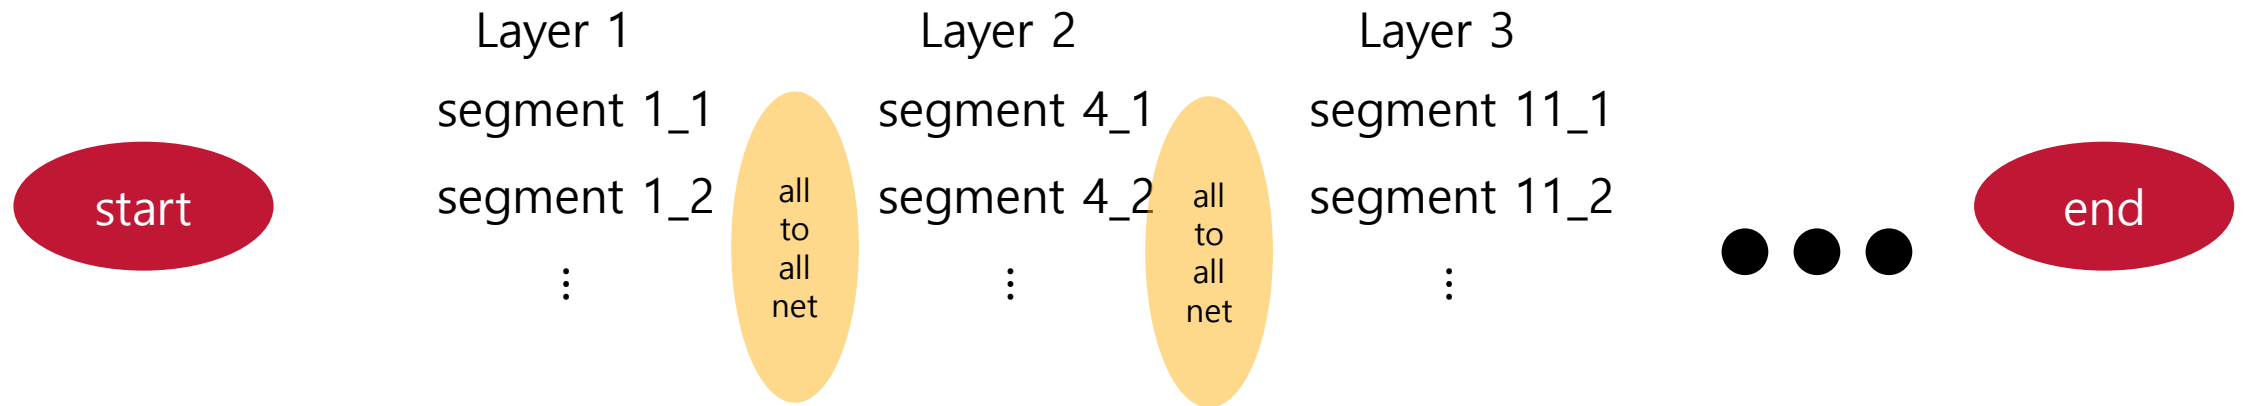 Layer 1
Layer 2
Layer 3
segment 1_1
segment 4_1
segment 11_1
start
segment 1_2
all
to
all
net
segment 4_2
all
to
all
net
segment 11_2
end
⋮
⋮
⋮